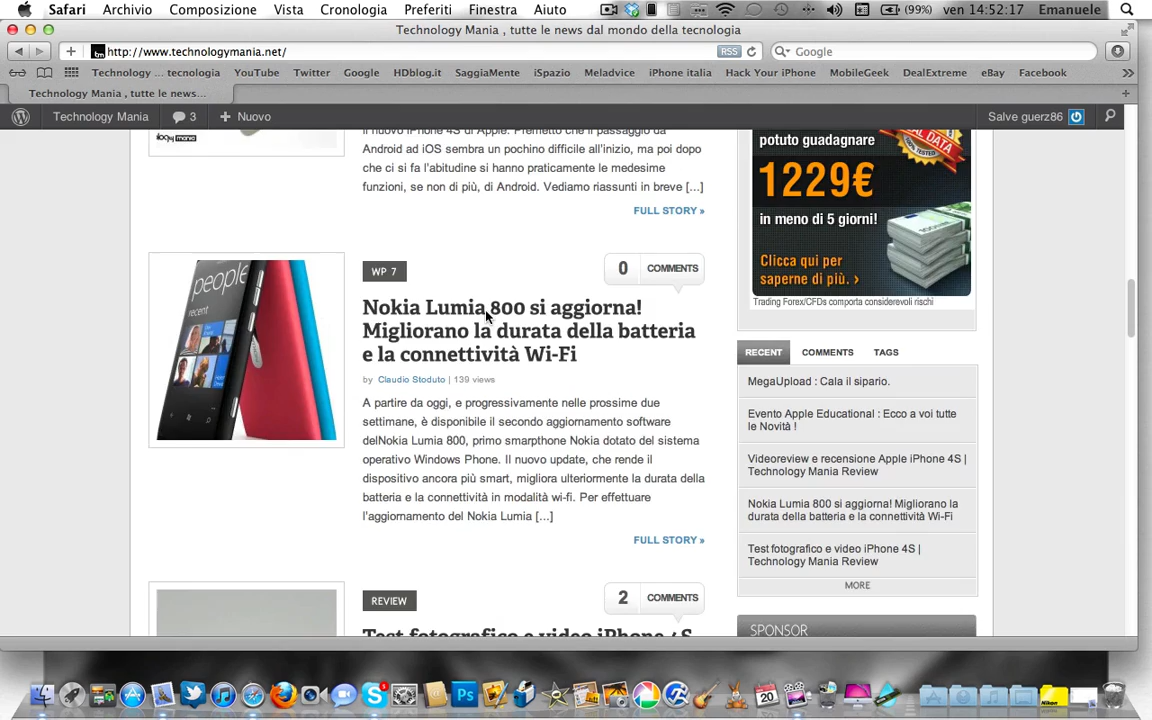 Safari Archivio Composizione Vista Cronologia Preferiti Finestra Aiuto (99%) ven 14:52:17 Emanuele
Technology Mania , tutte le news dal mondo della tecnologia
http://www.technologymania.net/ RSS Google
Technology ... tecnologia YouTube Twitter Google HDblog.it SaggiaMente iSpazio Meladvice iPhone italia Hack Your iPhone MobileGeek DealExtreme eBay Facebook
Technology Mania , tutte le news...
Technology Mania 3 Nuovo Salve guerz86
il nuovo iPhone 4S di Apple. Premetto che il passaggio da
Android ad iOS sembra un pochino difficile all'inizio, ma poi dopo
che ci si fa l'abitudine si hanno praticamente le medesime
funzioni, se non di più, di Android. Vediamo riassunti in breve [...]
FULL STORY »
WP 7
0 COMMENTS
Nokia Lumia 800 si aggiorna!
Migliorano la durata della batteria
e la connettività Wi-Fi
by Claudio Stoduto | 139 views
A partire da oggi, e progressivamente nelle prossime due
settimane, è disponibile il secondo aggiornamento software
delNokia Lumia 800, primo smarpthone Nokia dotato del sistema
operativo Windows Phone. Il nuovo update, che rende il
dispositivo ancora più smart, migliora ulteriormente la durata della
batteria e la connettività in modalità wi-fi. Per effettuare
l'aggiornamento del Nokia Lumia [...]
FULL STORY »
people
recent
REVIEW
2 COMMENTS
Test fotografico e video iPhone 4S
potuto guadagnare
1229€
in meno di 5 giorni!
Clicca qui per
saperne di più. ›
Trading Forex/CFDs comporta considerevoli rischi
RECENT COMMENTS TAGS
MegaUpload : Cala il sipario.
Evento Apple Educational : Ecco a voi tutte
le Novità !
Videoreview e recensione Apple iPhone 4S |
Technology Mania Review
Nokia Lumia 800 si aggiorna! Migliorano la
durata della batteria e la connettività Wi-Fi
Test fotografico e video iPhone 4S |
Technology Mania Review
MORE
SPONSOR